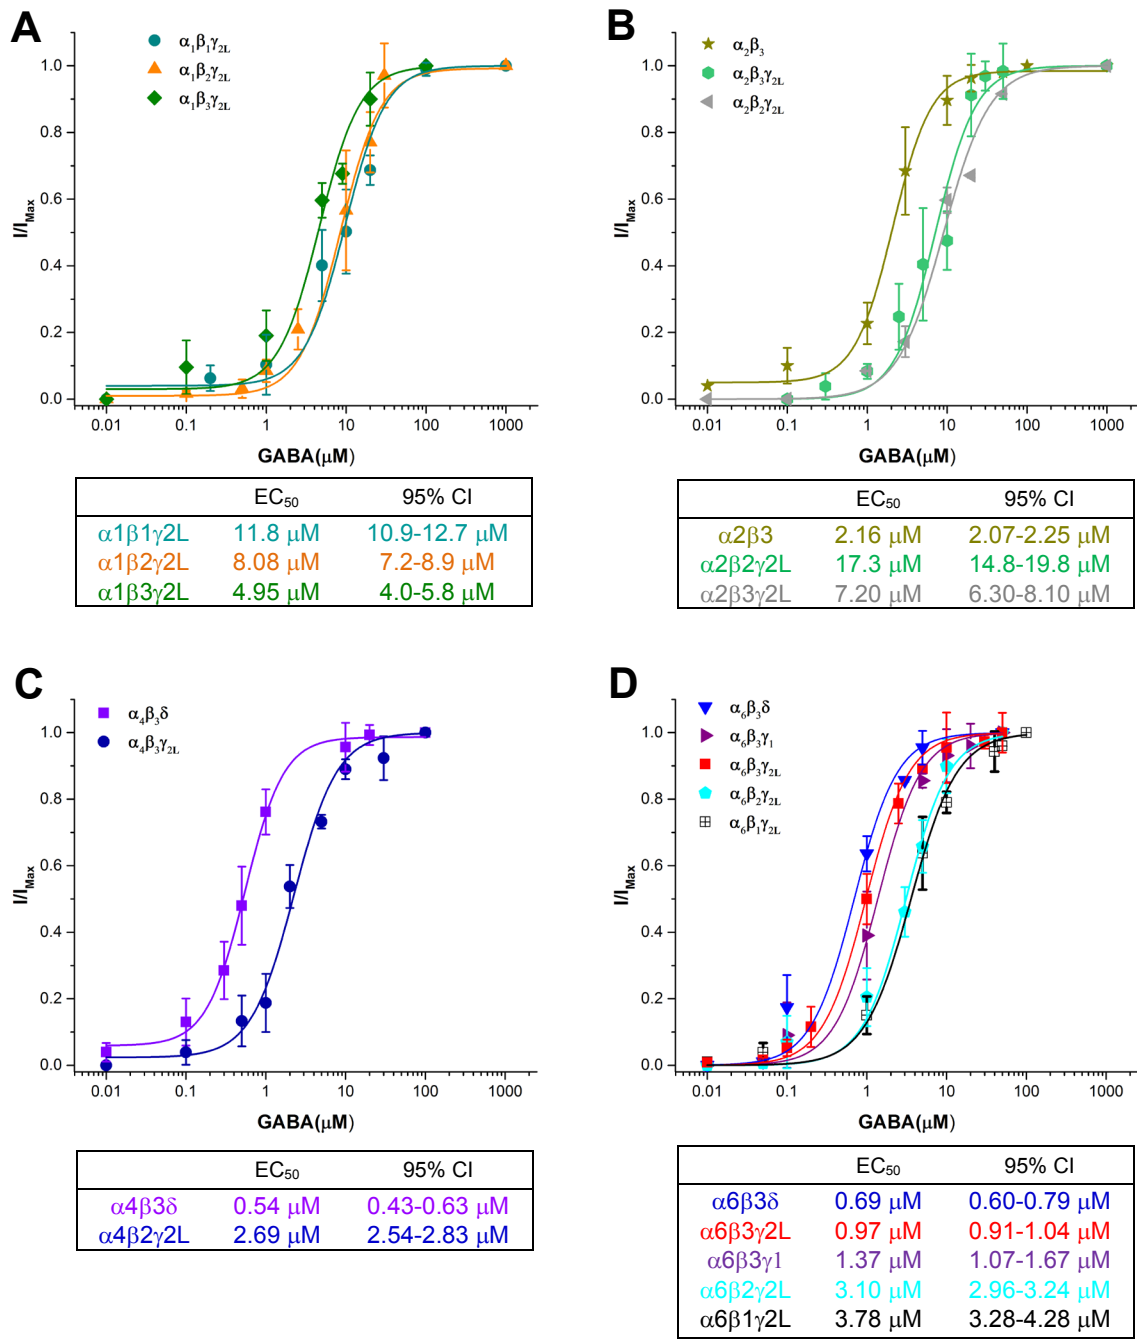 A
α1β1γ2L
α1β2γ2L
α1β3γ2L
I/IMax
1.0
0.8
0.6
0.4
0.2
0.0
0.01 0.1 1 10 100 1000
GABA(μM)
EC50 95% CI
α1β1γ2L 11.8 μM 10.9-12.7 μM
α1β2γ2L 8.08 μM 7.2-8.9 μM
α1β3γ2L 4.95 μM 4.0-5.8 μM
B
α2β3
α2β3γ2L
α2β2γ2L
I/IMax
1.0
0.8
0.6
0.4
0.2
0.0
0.01 0.1 1 10 100 1000
GABA(μM)
EC50 95% CI
α2β3 2.16 μM 2.07-2.25 μM
α2β2γ2L 17.3 μM 14.8-19.8 μM
α2β3γ2L 7.20 μM 6.30-8.10 μM
C
α4β3δ
α4β3γ2L
I/IMax
1.0
0.8
0.6
0.4
0.2
0.0
0.01 0.1 1 10 100 1000
GABA(μM)
EC50 95% CI
α4β3δ 0.54 μM 0.43-0.63 μM
α4β2γ2L 2.69 μM 2.54-2.83 μM
D
α6β3δ
α6β3γ1
α6β3γ2L
α6β2γ2L
α6β1γ2L
I/IMax
1.0
0.8
0.6
0.4
0.2
0.0
0.01 0.1 1 10 100 1000
GABA(μM)
EC50 95% CI
α6β3δ 0.69 μM 0.60-0.79 μM
α6β3γ2L 0.97 μM 0.91-1.04 μM
α6β3γ1 1.37 μM 1.07-1.67 μM
α6β2γ2L 3.10 μM 2.96-3.24 μM
α6β1γ2L 3.78 μM 3.28-4.28 μM